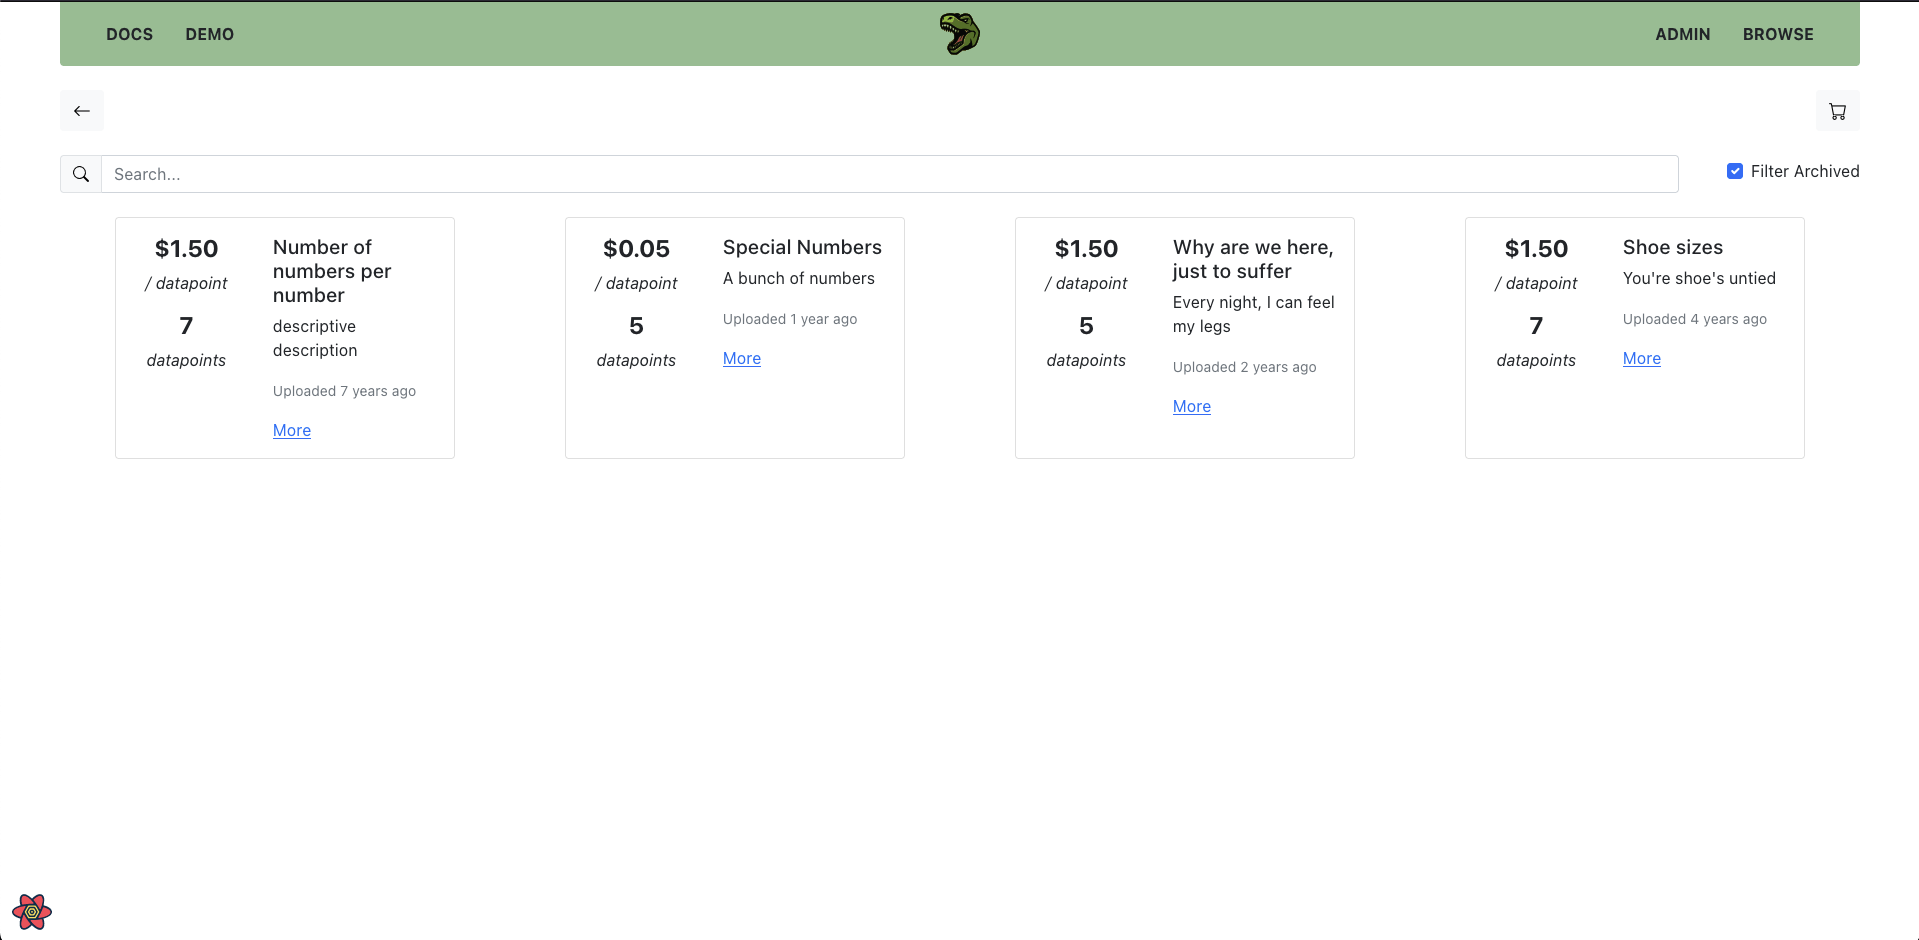 DOCS DEMO ADMIN BROWSE
Search...
Filter Archived
$1.50
/ datapoint
7
datapoints
Number of
numbers per
number
descriptive
description
Uploaded 7 years ago
More
$0.05
/ datapoint
5
datapoints
Special Numbers
A bunch of numbers
Uploaded 1 year ago
More
$1.50
/ datapoint
5
datapoints
Why are we here,
just to suffer
Every night, I can feel
my legs
Uploaded 2 years ago
More
$1.50
/ datapoint
7
datapoints
Shoe sizes
You're shoe's untied
Uploaded 4 years ago
More